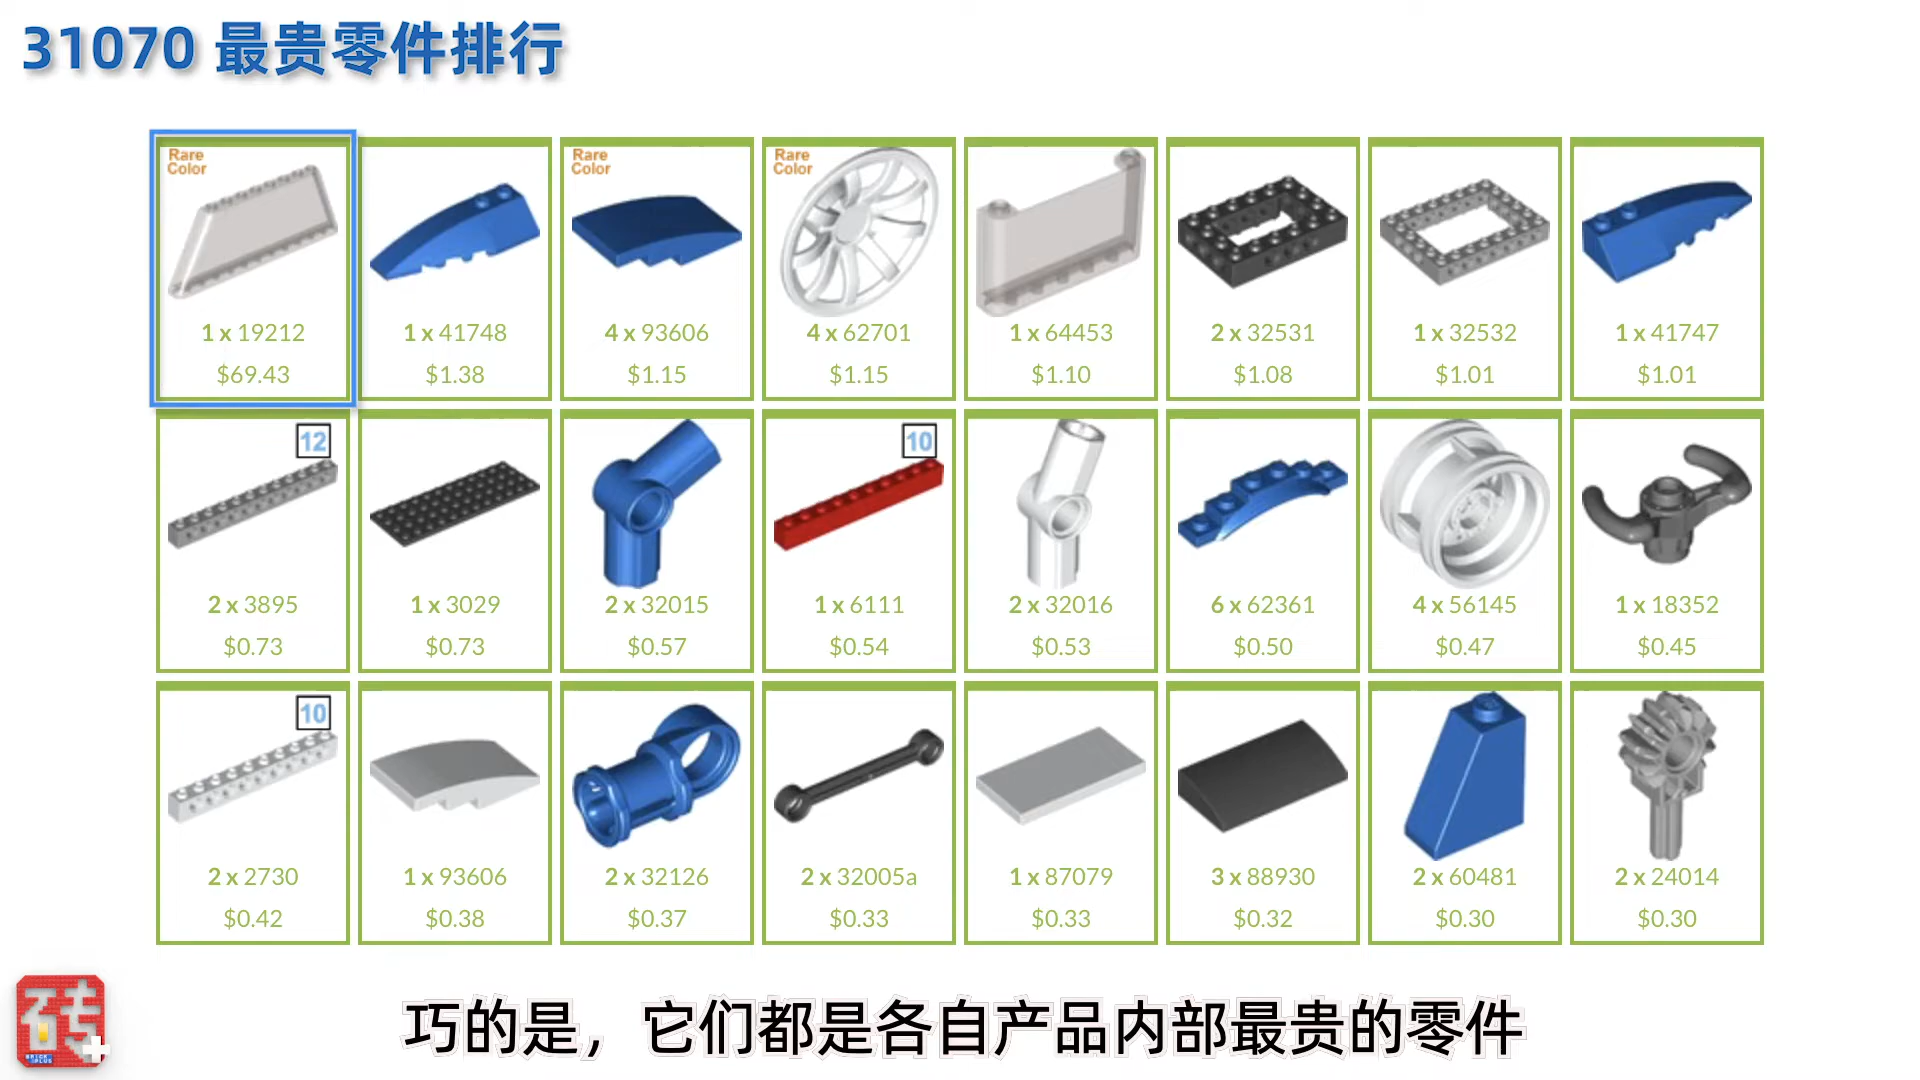 31070 最贵零件排行
Rare
Color
1 x 19212
$69.43
1 x 41748
$1.38
Rare
Color
4 x 93606
$1.15
Rare
Color
4 x 62701
$1.15
1 x 64453
$1.10
2 x 32531
$1.08
1 x 32532
$1.01
1 x 41747
$1.01
12
2 x 3895
$0.73
1 x 3029
$0.73
2 x 32015
$0.57
10
1 x 6111
$0.54
2 x 32016
$0.53
6 x 62361
$0.50
4 x 56145
$0.47
1 x 18352
$0.45
10
2 x 2730
$0.42
1 x 93606
$0.38
2 x 32126
$0.37
2 x 32005a
$0.33
1 x 87079
$0.33
3 x 88930
$0.32
2 x 60481
$0.30
2 x 24014
$0.30
砖
BRICK
PLUS
巧的是，它们都是各自产品内部最贵的零件